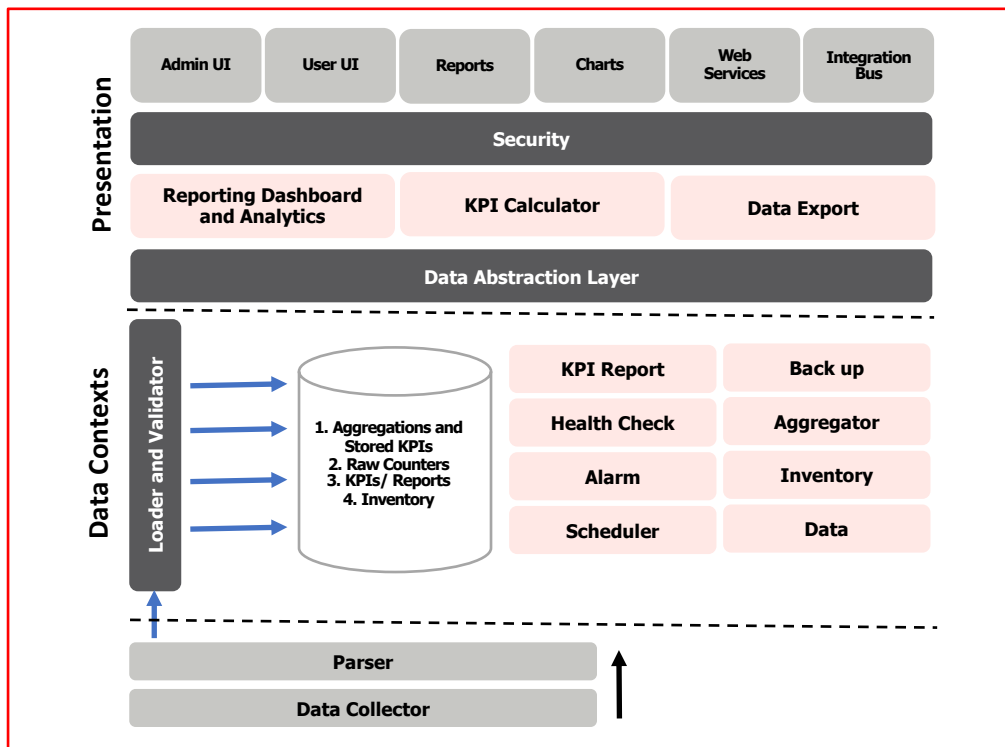 Admin UI
User UI
Reports
Charts
Web
Services
Integration
Bus
Presentation
Security
Reporting Dashboard
and Analytics
KPI Calculator
Data Export
Data Abstraction Layer
Data Contexts
Loader and Validator
1. Aggregations and
Stored KPIs
2. Raw Counters
3. KPIs/ Reports
4. Inventory
KPI Report
Back up
Health Check
Aggregator
Alarm
Inventory
Scheduler
Data
Parser
Data Collector